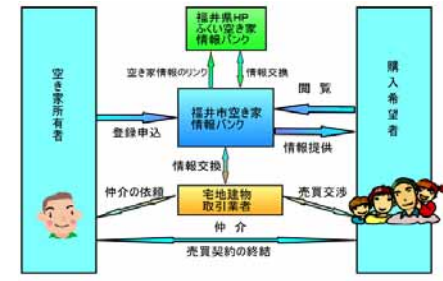 福井県HP
ふくい空き家
情報バンク
空き家情報のリンク
情報交換
空き家所有者
購入希望者
福井市空き家
情報バンク
閲覧
登録申込
情報提供
情報交換
仲介の依頼
宅地建物
取引業者
売買交渉
仲介
売買契約の終結